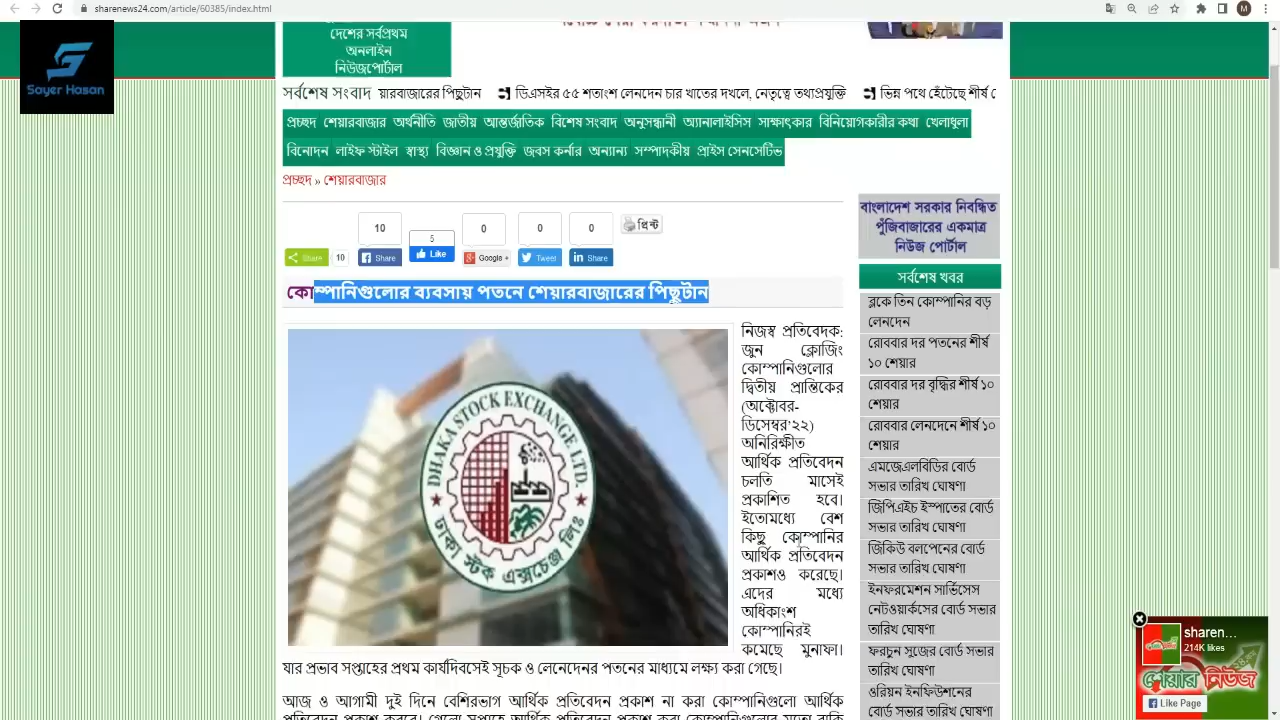 sharenews24.com/article/60385/index.html
M
Sayer Hasan
দেশের সর্বপ্রথম
অনলাইন
নিউজপোর্টাল
সর্বশেষ সংবাদ য়ারবাজারের পিছুটান ডিএসইর ৫৫ শতাংশ লেনদেন চার খাতের দখলে, নেতৃত্বে তথ্যপ্রযুক্তি ভিন্ন পথে হেঁটেছে শীর্ষ
প্রচ্ছদ শেয়ারবাজার অর্থনীতি জাতীয় আন্তর্জাতিক বিশেষ সংবাদ অনুসন্ধানী অ্যানালাইসিস সাক্ষাৎকার বিনিয়োগকারীর কথা খেলাধুলা
বিনোদন লাইফ স্টাইল স্বাস্থ্য বিজ্ঞান ও প্রযুক্তি জবস কর্নার অন্যান্য সম্পাদকীয় প্রাইস সেনসেটিভ
প্রচ্ছদ » শেয়ারবাজার
10 5 0 0 0 প্রিন্ট
Share 10 Share Like Google + Tweet Share
কোম্পানিগুলোর ব্যবসায় পতনে শেয়ারবাজারের পিছুটান
DHAKA STOCK EXCHANGE LTD.
ঢাকা স্টক এক্সচেঞ্জ লিঃ
নিজস্ব প্রতিবেদক:
জুন ক্লোজিং
কোম্পানিগুলোর
দ্বিতীয় প্রান্তিকের
(অক্টোবর-
ডিসেম্বর'২২)
অনিরিক্ষীত
আর্থিক প্রতিবেদন
চলতি মাসেই
প্রকাশিত হবে।
ইতোমধ্যে বেশ
কিছু কোম্পানির
আর্থিক প্রতিবেদন
প্রকাশও করেছে।
এদের মধ্যে
অধিকাংশ
কোম্পানিরই
কমেছে মুনাফা।
যার প্রভাব সপ্তাহের প্রথম কার্যদিবসেই সূচক ও লেনেদেনর পতনের মাধ্যমে লক্ষ্য করা গেছে।
আজ ও আগামী দুই দিনে বেশিরভাগ আর্থিক প্রতিবেদন প্রকাশ না করা কোম্পানিগুলো আর্থিক
বাংলাদেশ সরকার নিবন্ধিত
পুঁজিবাজারের একমাত্র
নিউজ পোর্টাল
সর্বশেষ খবর
ব্লকে তিন কোম্পানির বড়
লেনদেন
রোববার দর পতনের শীর্ষ
১০ শেয়ার
রোববার দর বৃদ্ধির শীর্ষ ১০
শেয়ার
রোববার লেনদেনে শীর্ষ ১০
শেয়ার
এমজেএলবিডির বোর্ড
সভার তারিখ ঘোষণা
জিপিএইচ ইস্পাতের বোর্ড
সভার তারিখ ঘোষণা
জিকিউ বলপেনের বোর্ড
সভার তারিখ ঘোষণা
ইনফরমেশন সার্ভিসেস
নেটওয়ার্কসের বোর্ড সভার
তারিখ ঘোষণা
ফরচুন সুজের বোর্ড সভার
তারিখ ঘোষণা
ওরিয়ন ইনফিউশনের
বোর্ড সভার তারিখ ঘোষণা
sharen...
214K likes
শেয়ার নিউজ
Like Page